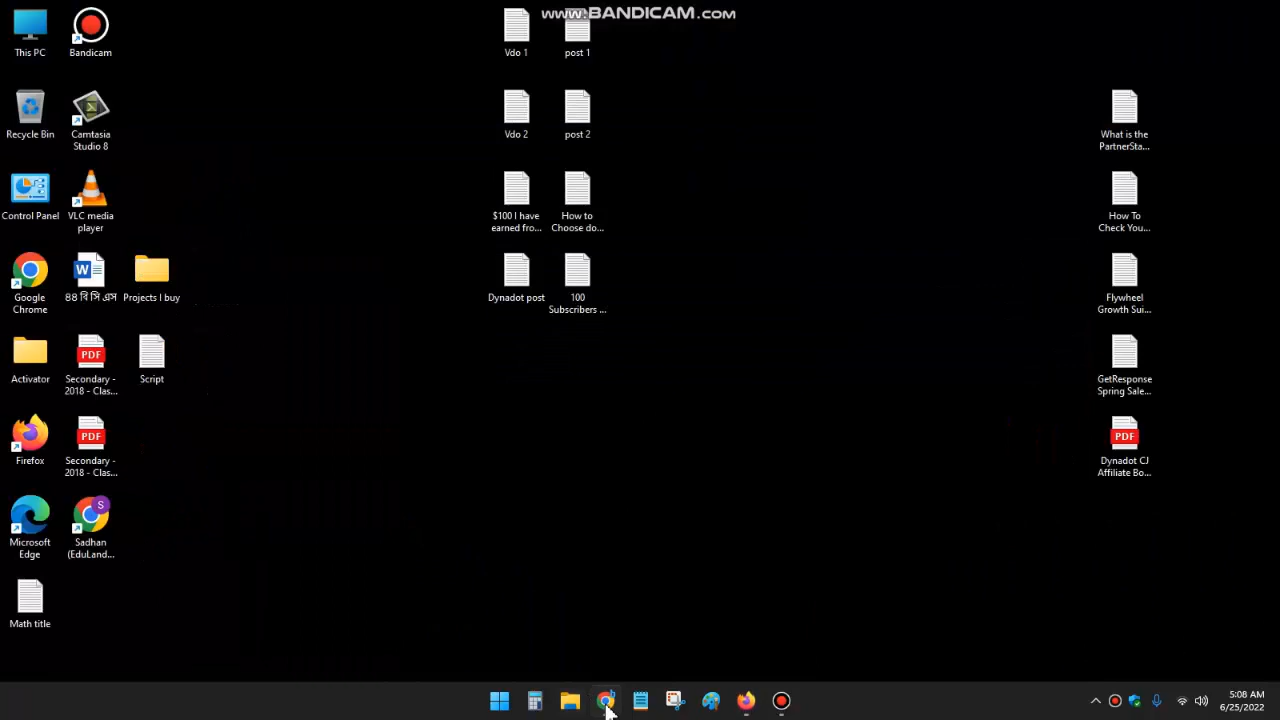 www.BANDICAM.com
This PC
Bandicam
Vdo 1
post 1
Recycle Bin
Camtasia
Studio 8
Vdo 2
post 2
What is the
PartnerSta...
Control Panel
VLC media
player
$100 I have
earned fro...
How to
Choose do...
How To
Check You...
Google
Chrome
Projects I buy
Dynadot post
100
Subscribers ...
Flywheel
Growth Sui...
Activator
PDF
Secondary -
2018 - Clas...
Script
GetResponse
Spring Sale...
Firefox
PDF
Secondary -
2018 - Clas...
PDF
Dynadot CJ
Affiliate Bo...
Microsoft
Edge
S
Sadhan
(EduLand...
Math title
8:08 AM
6/25/2022